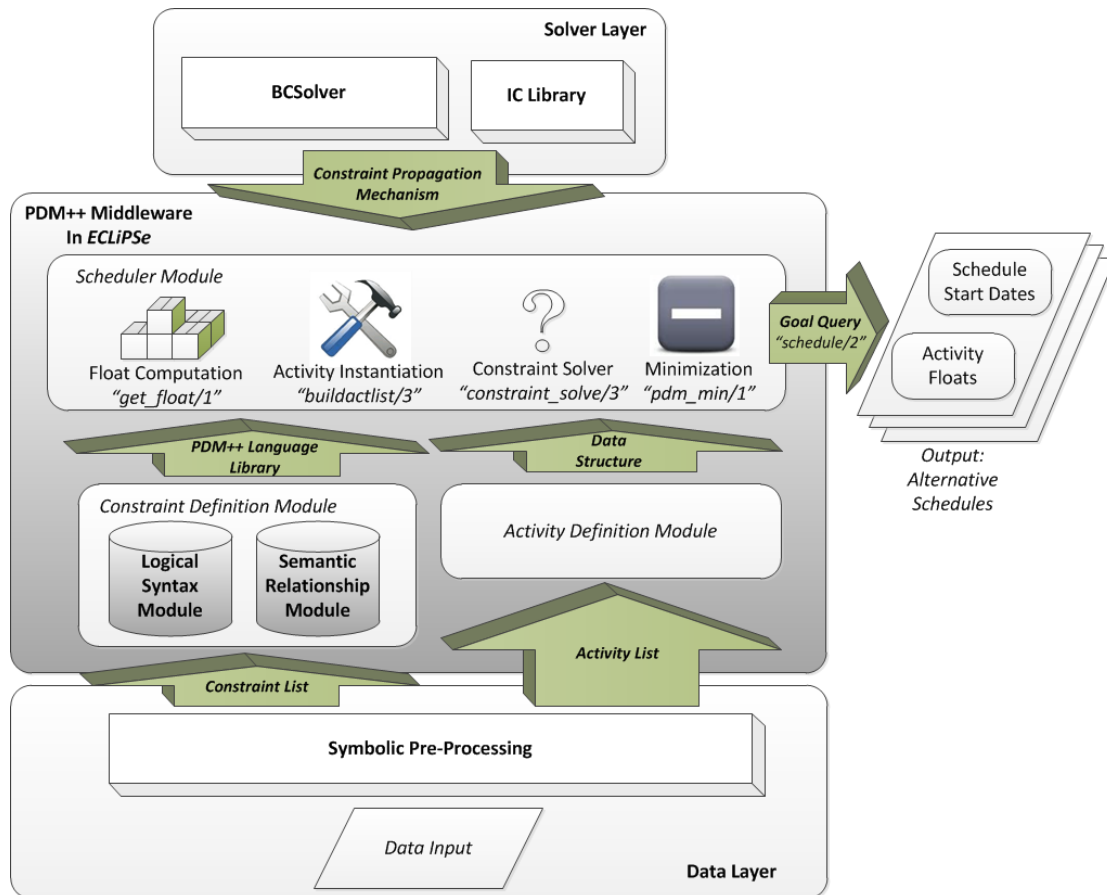 Solver Layer
BCSolver
IC Library
Constraint Propagation
Mechanism
PDM++ Middleware
In ECLiPSe
Scheduler Module
Float Computation
“get_float/1”
Activity Instantiation
“buildactlist/3”
Constraint Solver
“constraint_solve/3”
Minimization
“pdm_min/1”
Goal Query
“schedule/2”
Schedule
Start Dates
Activity
Floats
Output:
Alternative
Schedules
PDM++ Language
Library
Data
Structure
Constraint Definition Module
Logical
Syntax
Module
Semantic
Relationship
Module
Activity Definition Module
Constraint List
Activity List
Symbolic Pre-Processing
Data Input
Data Layer